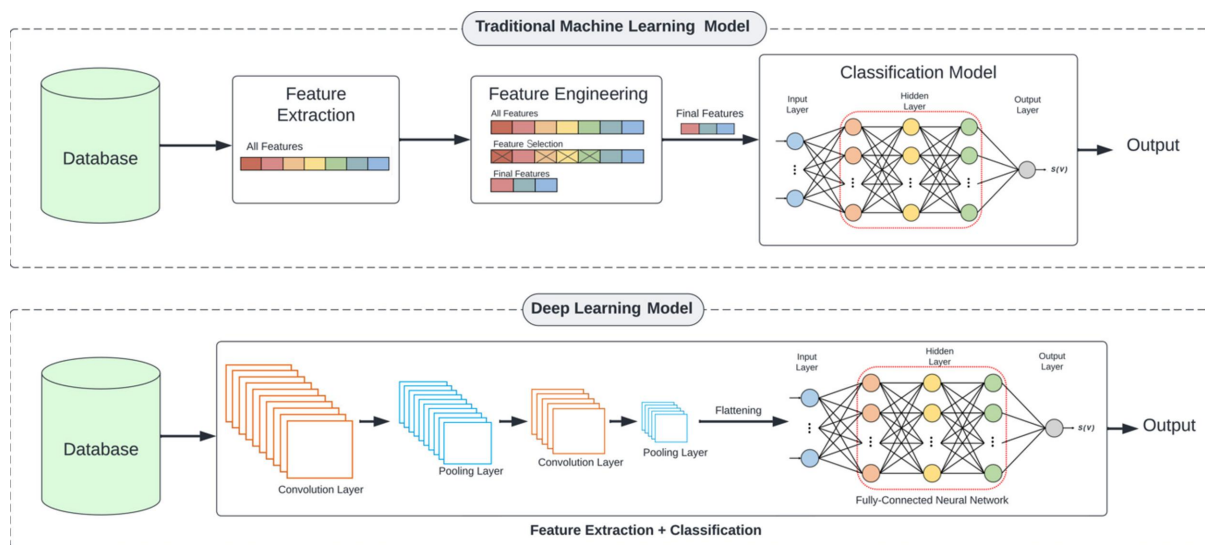 Traditional Machine Learning Model
Database
Feature
Extraction
All Features
Feature Engineering
All Features
Feature Selection
Final Features
Final Features
Classification Model
Input
Layer
Hidden
Layer
Output
Layer
s(v)
Output
Deep Learning Model
Database
Convolution Layer
Pooling Layer
Convolution Layer
Pooling Layer
Flattening
Input
Layer
Hidden
Layer
Output
Layer
s(v)
Fully-Connected Neural Network
Output
Feature Extraction + Classification